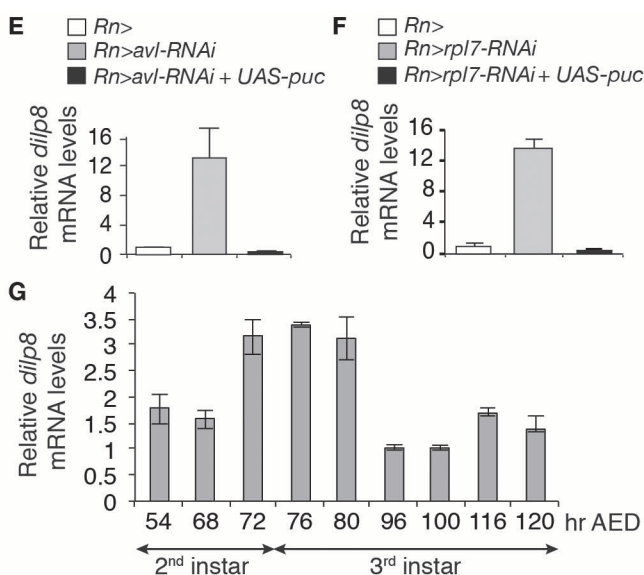 E
Rn>
Rn>avl-RNAi
Rn>avl-RNAi + UAS-puc
Relative dilp8
mRNA levels
16
12
8
4
0
F
Rn>
Rn>rpl7-RNAi
Rn>rpl7-RNAi + UAS-puc
Relative dilp8
mRNA levels
16
12
8
4
0
G
Relative dilp8
mRNA levels
4
3.5
3
2.5
2
1.5
1
0.5
0
54 68 72 76 80 96 100 116 120 hr AED
2nd instar 3rd instar